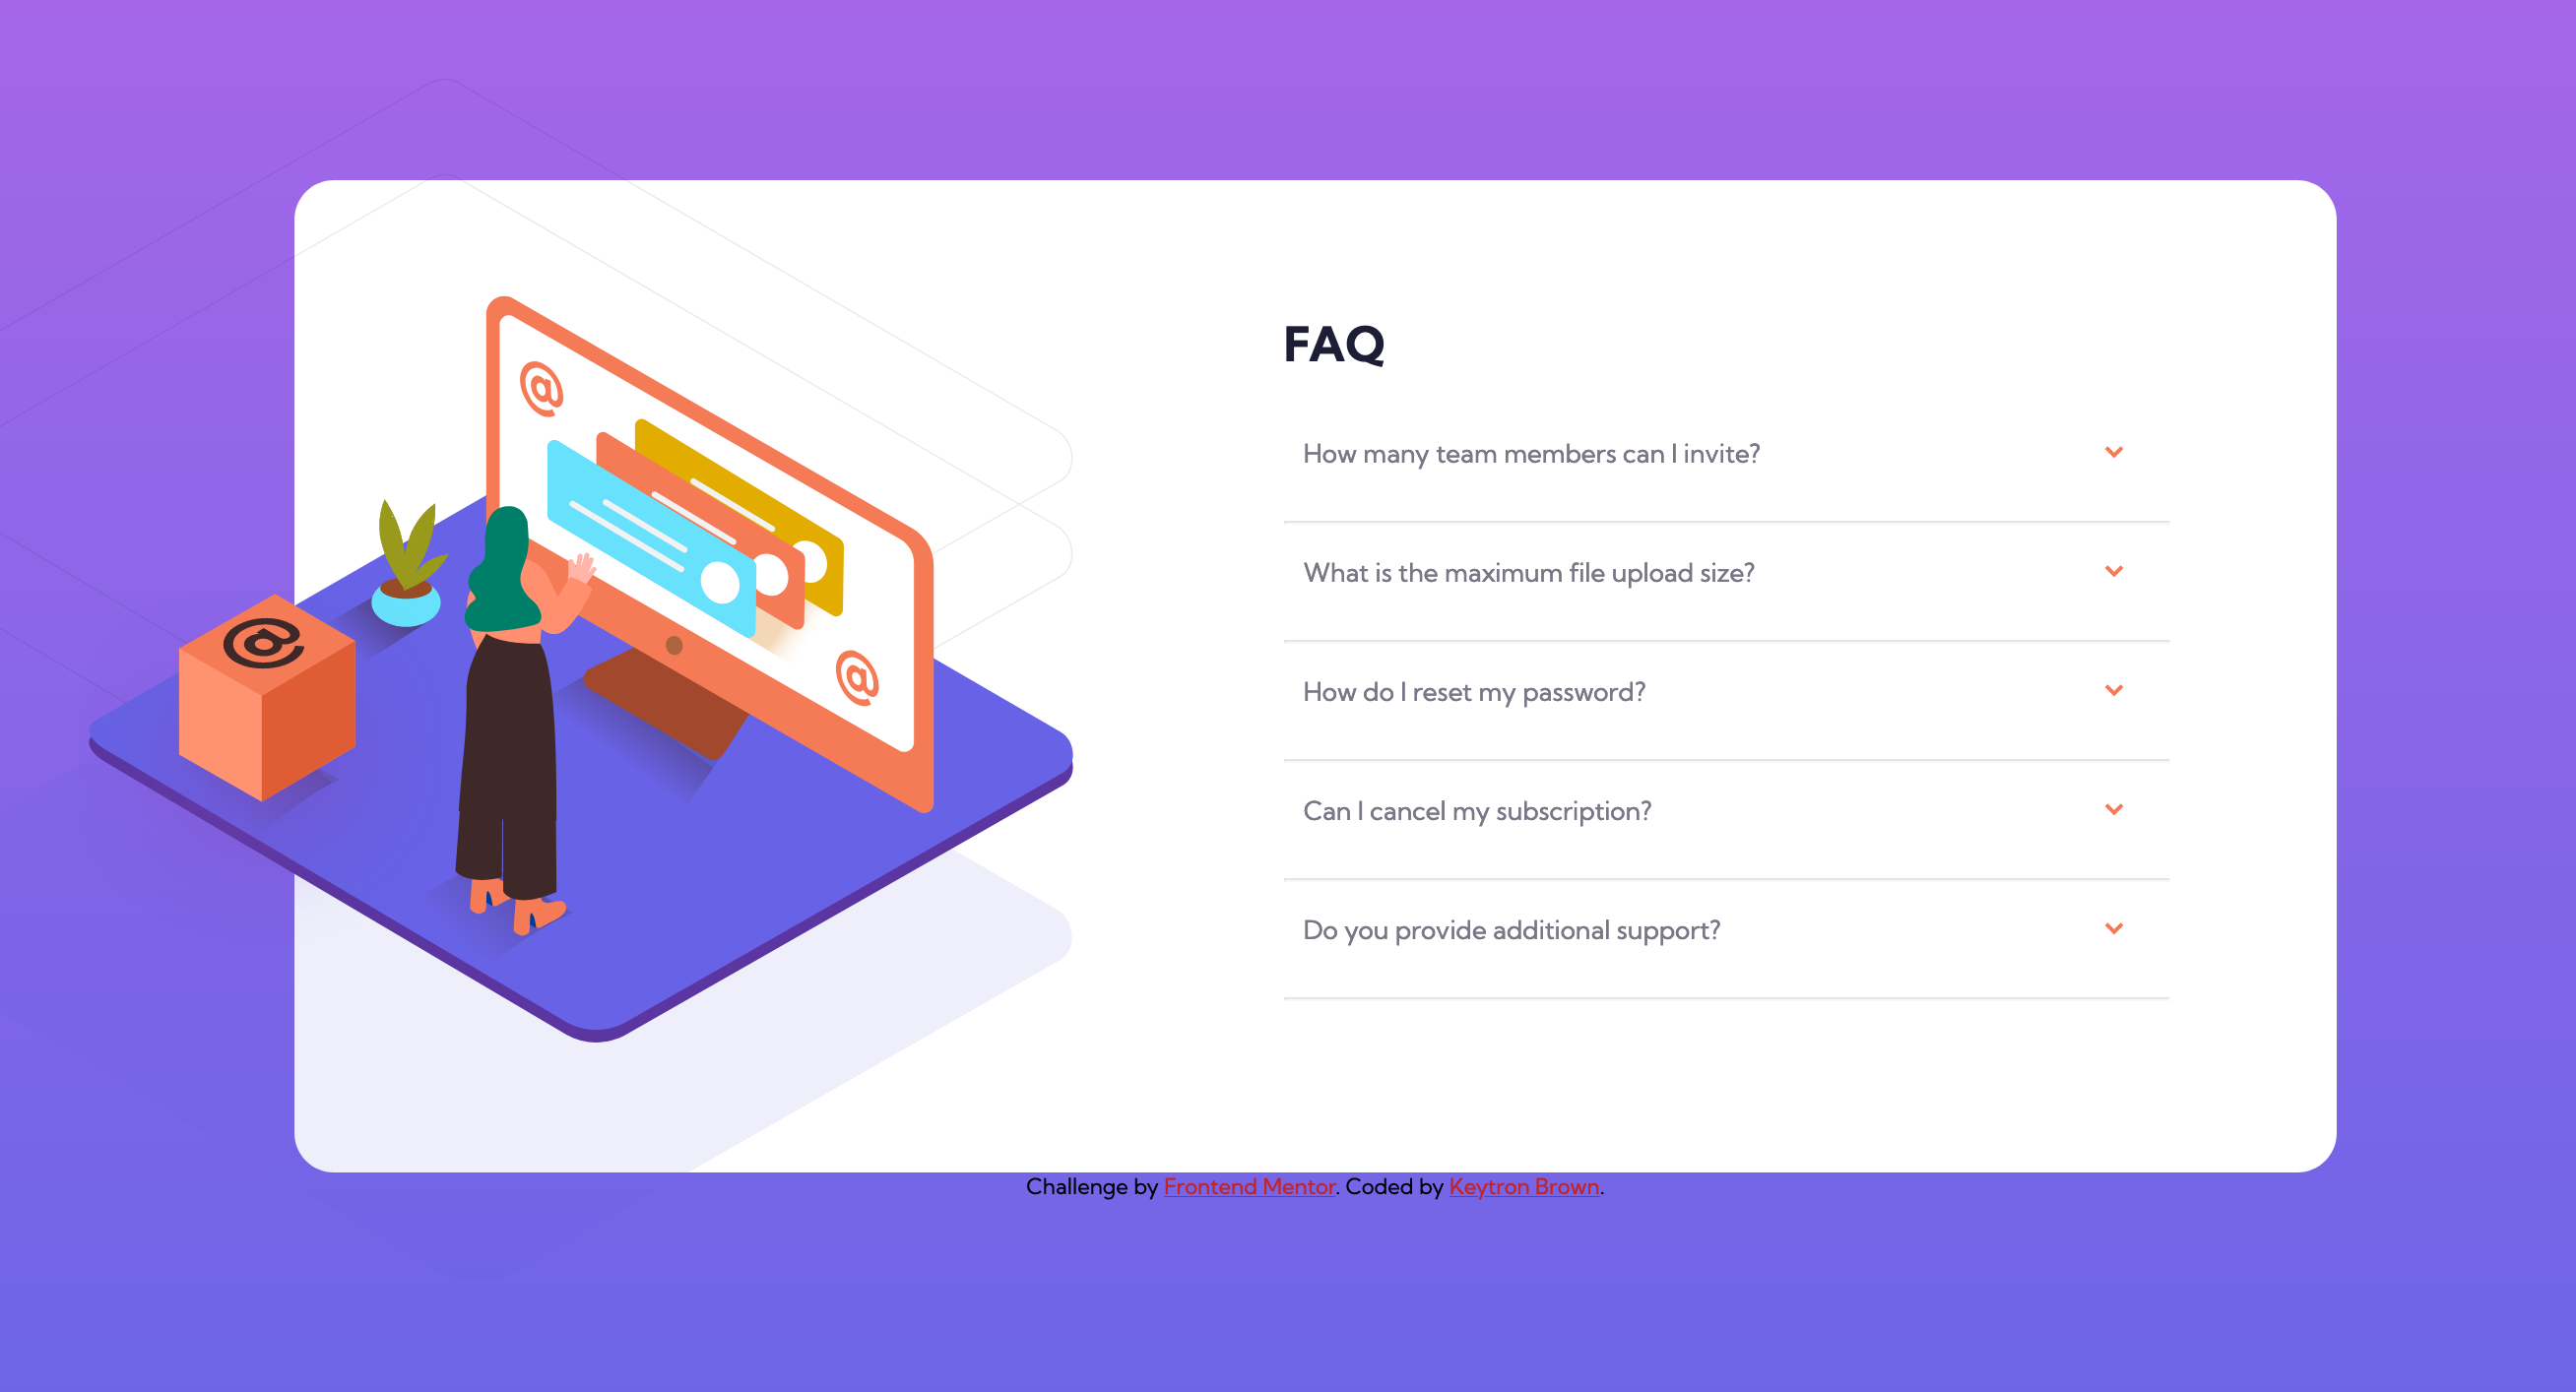 @
@
@
FAQ
How many team members can I invite?
What is the maximum file upload size?
How do I reset my password?
Can I cancel my subscription?
Do you provide additional support?
Challenge by Frontend Mentor. Coded by Keytron Brown.